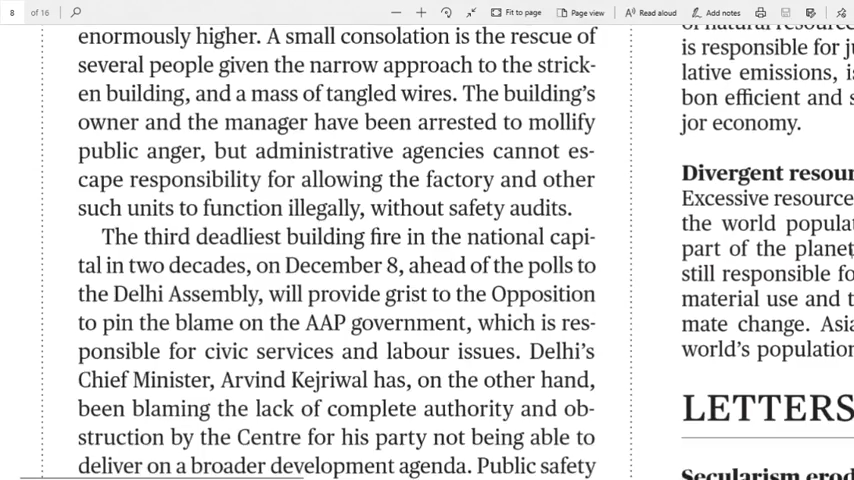 8 of 16 Fit to page Page view Read aloud Add notes
enormously higher. A small consolation is the rescue of
several people given the narrow approach to the strick-
en building, and a mass of tangled wires. The building's
owner and the manager have been arrested to mollify
public anger, but administrative agencies cannot es-
cape responsibility for allowing the factory and other
such units to function illegally, without safety audits.
The third deadliest building fire in the national capi-
tal in two decades, on December 8, ahead of the polls to
the Delhi Assembly, will provide grist to the Opposition
to pin the blame on the AAP government, which is res-
ponsible for civic services and labour issues. Delhi's
Chief Minister, Arvind Kejriwal has, on the other hand,
been blaming the lack of complete authority and ob-
struction by the Centre for his party not being able to
deliver on a broader development agenda. Public safety
of natural
is responsible for
lative emissions,
bon efficient and
jor economy.
Divergent
Excessive resource
the world
part of the planet,
still responsible
material use and
mate change.
world's population
LETTERS
Secularism